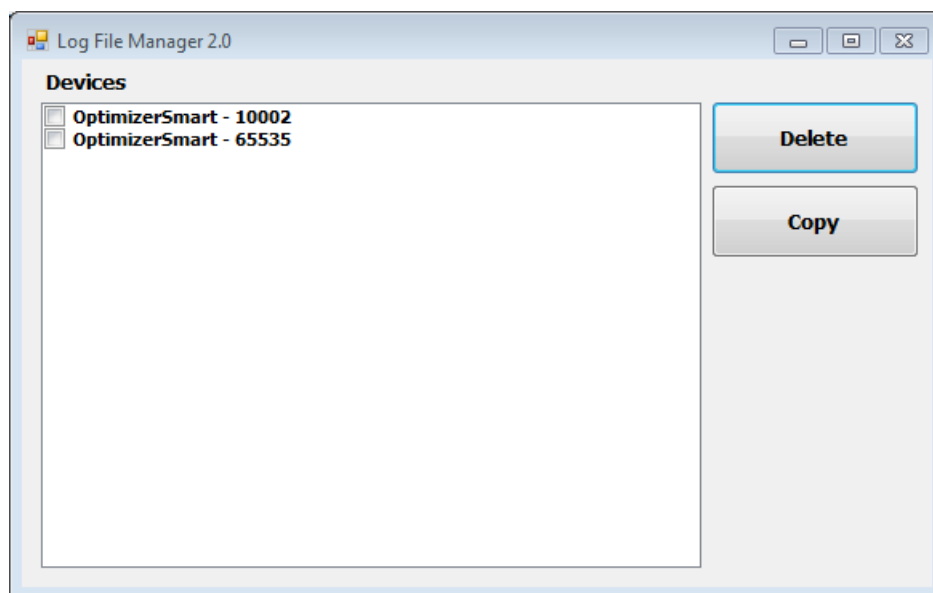 Log File Manager 2.0
Devices
OptimizerSmart - 10002
OptimizerSmart - 65535
Delete
Copy